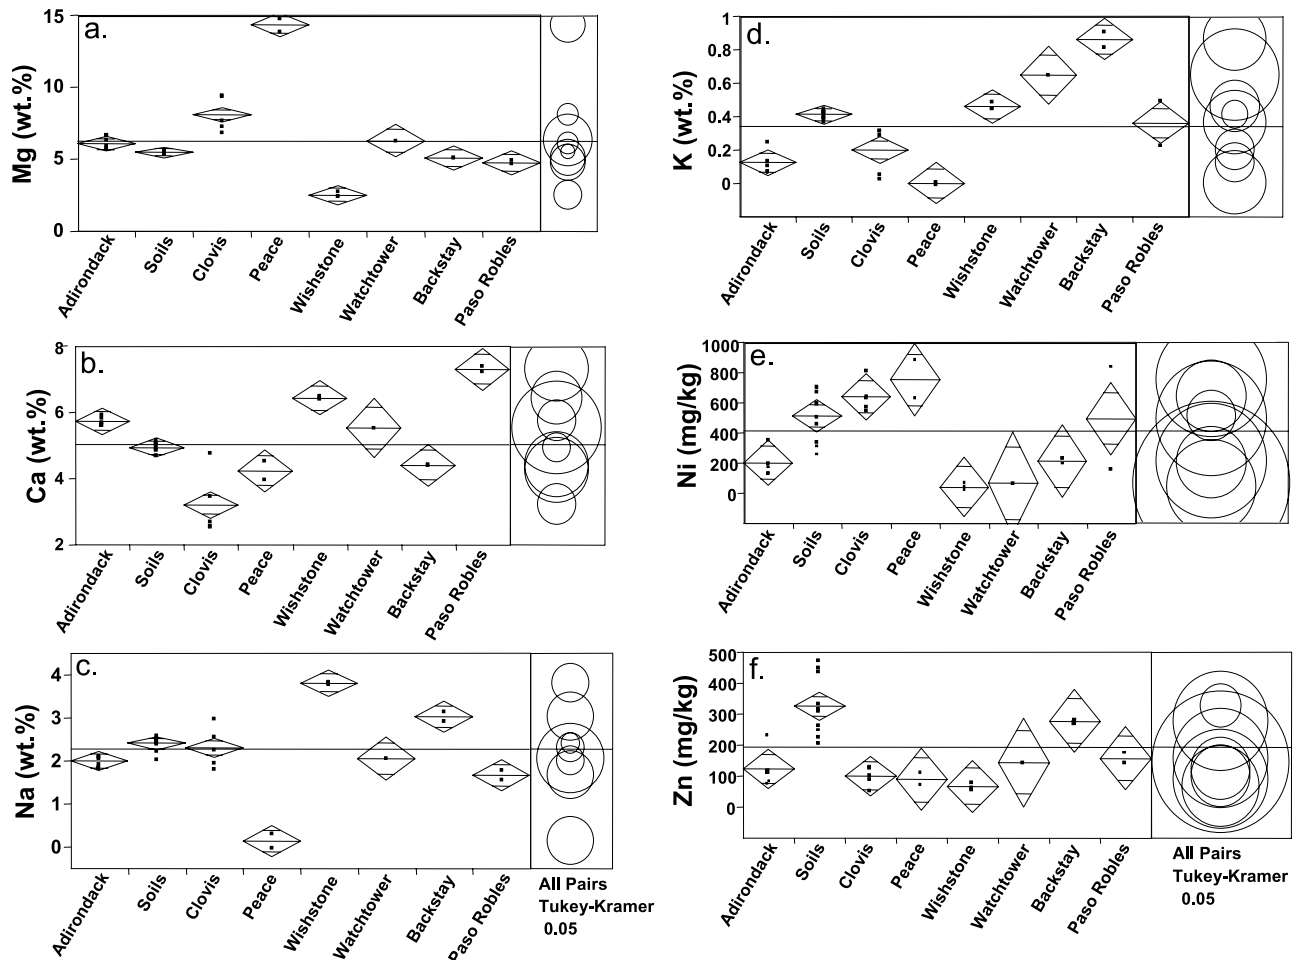 a.
Mg (wt.%)
15
10
5
0
Adirondack
Soils
Clovis
Peace
Wishstone
Watchtower
Backstay
Paso Robles
b.
Ca (wt.%)
8
6
4
2
Adirondack
Soils
Clovis
Peace
Wishstone
Watchtower
Backstay
Paso Robles
c.
Na (wt.%)
4
3
2
1
0
Adirondack
Soils
Clovis
Peace
Wishstone
Watchtower
Backstay
Paso Robles
All Pairs
Tukey-Kramer
0.05
d.
K (wt.%)
1
0.8
0.6
0.4
0.2
0
Adirondack
Soils
Clovis
Peace
Wishstone
Watchtower
Backstay
Paso Robles
e.
Ni (mg/kg)
1000
800
600
400
200
0
Adirondack
Soils
Clovis
Peace
Wishstone
Watchtower
Backstay
Paso Robles
f.
Zn (mg/kg)
500
400
300
200
100
0
Adirondack
Soils
Clovis
Peace
Wishstone
Watchtower
Backstay
Paso Robles
All Pairs
Tukey-Kramer
0.05